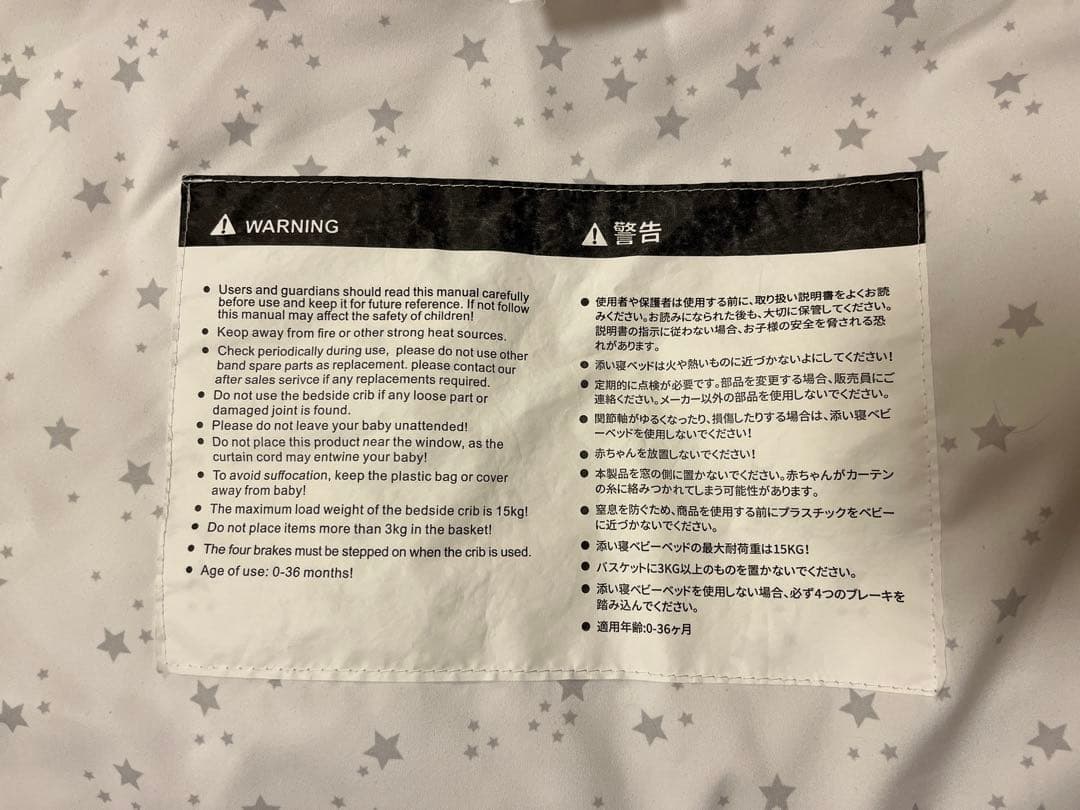 WARNING
● Users and guardians should read this manual carefully
before use and keep it for future reference. If not follow
this manual may affect the safety of children!
● Keop away from fire or other strong heat sources.
● Check periodically during use, please do not use other
band spare parts as replacement. please contact our
after sales serivce if any replacements required.
● Do not use the bedside crib if any loose part or
damaged joint is found.
● Please do not leave your baby unattended!
● Do not place this product near the window, as the
curtain cord may entwine your baby!
● To avoid suffocation, keep the plastic bag or cover
away from baby!
● The maximum load weight of the bedside crib is 15kg!
● Do not place items more than 3kg in the basket!
● The four brakes must be stepped on when the crib is used.
● Age of use: 0-36 months!
警告
● 使用者や保護者は使用する前に、取り扱い説明書をよくお読
みください。お読みになられた後も、大切に保管してください。
説明書の指示に従わない場合、お子様の安全を脅される恐
れがあります。
● 添い寝ベッドは火や熱いものに近づかないよにしてください!
● 定期的に点検が必要です。部品を変更する場合、販売員にご
連絡ください。メーカー以外の部品を使用しないでください。
● 関節軸がゆるくなったり、損傷したりする場合は、添い寝ベビ
ーベッドを使用しないでください!
● 赤ちゃんを放置しないでください!
● 本製品を窓の側に置かないでください。赤ちゃんがカーテン
の糸に絡みつかれてしまう可能性があります。
● 窒息を防ぐため、商品を使用する前にプラスチックをベビー
に近づかないでください。
● 添い寝ベビーベッドの最大耐荷重は15KG!
● バスケットに3KG以上のものを置かないでください。
● 添い寝ベビーベッドを使用しない場合、必ず4つのブレーキを
踏み込んでください。
● 適用年齢:0-36ヶ月